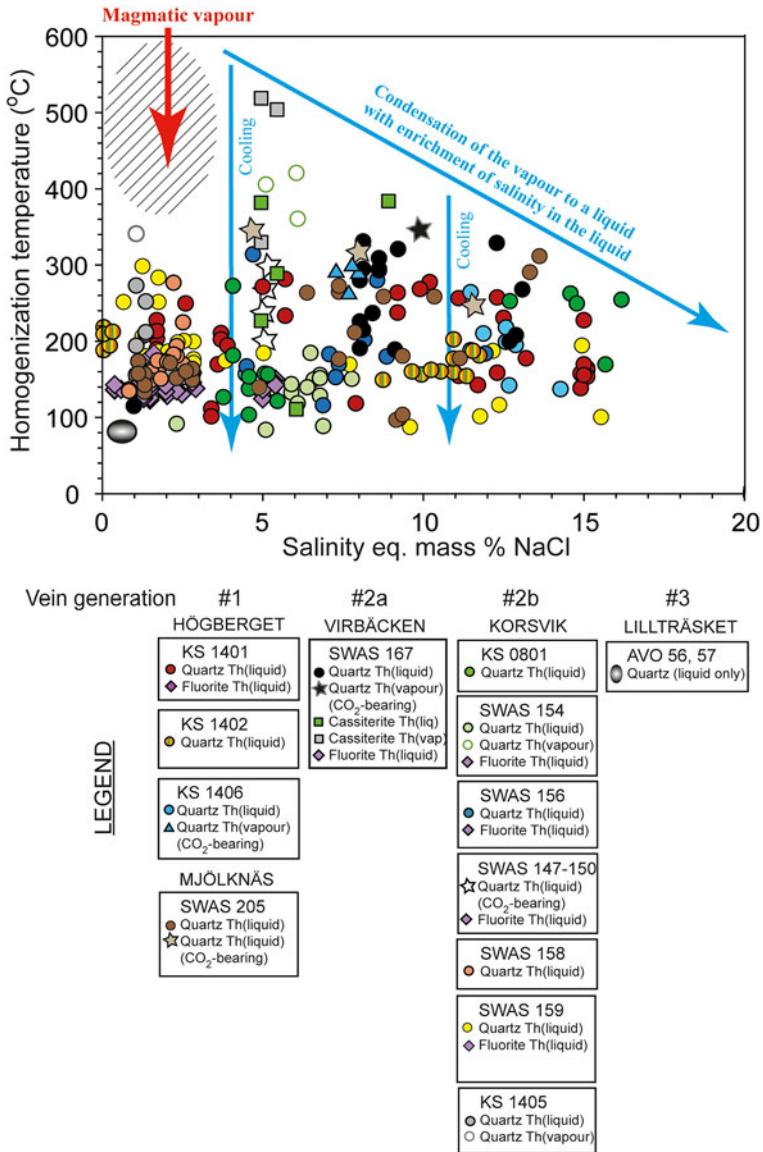 Magmatic vapour
600
500
400
300
200
100
0
Homogenization temperature (°C)
Cooling
Condensation of the vapour to a liquid
with enrichment of salinity in the liquid
Cooling
0 5 10 15 20
Salinity eq. mass % NaCl
Vein generation #1 #2a #2b #3
HÖGBERGET VIRBÄCKEN KORSVIK LILLTRÄSKET
LEGEND
KS 1401
Quartz Th(liquid)
Fluorite Th(liquid)
KS 1402
Quartz Th(liquid)
KS 1406
Quartz Th(liquid)
Quartz Th(vapour)
(CO2-bearing)
MJÖLKNÄS
SWAS 205
Quartz Th(liquid)
Quartz Th(liquid)
(CO2-bearing)
SWAS 167
Quartz Th(liquid)
Quartz Th(vapour)
(CO2-bearing)
Cassiterite Th(liq)
Cassiterite Th(vap)
Fluorite Th(liquid)
KS 0801
Quartz Th(liquid)
SWAS 154
Quartz Th(liquid)
Quartz Th(vapour)
Fluorite Th(liquid)
SWAS 156
Quartz Th(liquid)
Fluorite Th(liquid)
SWAS 147-150
Quartz Th(liquid)
(CO2-bearing)
Fluorite Th(liquid)
SWAS 158
Quartz Th(liquid)
SWAS 159
Quartz Th(liquid)
Fluorite Th(liquid)
KS 1405
Quartz Th(liquid)
Quartz Th(vapour)
AVO 56, 57
Quartz (liquid only)